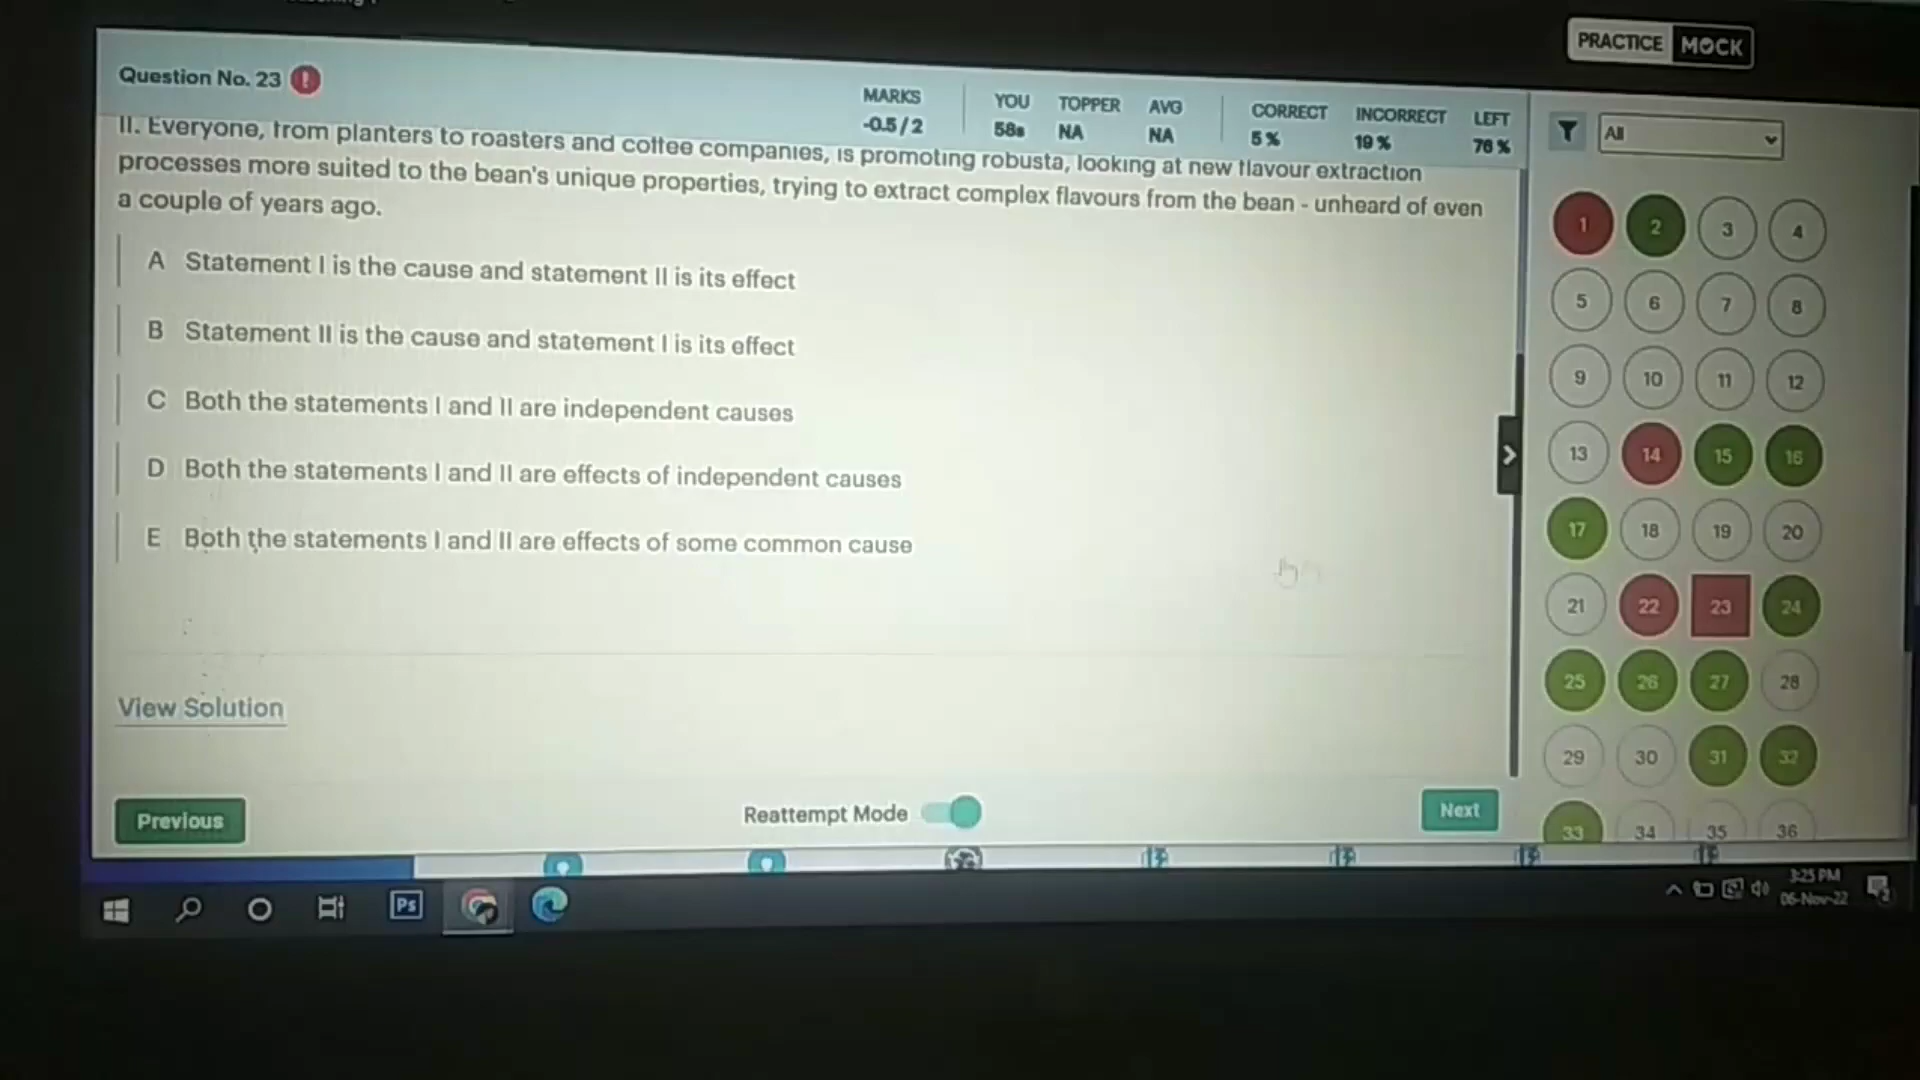 PRACTICE MOCK
Question No. 23
MARKS
-0.5 / 2
YOU
58s
TOPPER
NA
AVG
NA
CORRECT
5 %
INCORRECT
19 %
LEFT
76 %
All
II. Everyone, from planters to roasters and coffee companies, is promoting robusta, looking at new flavour extraction
processes more suited to the bean's unique properties, trying to extract complex flavours from the bean - unheard of even
a couple of years ago.
A Statement I is the cause and statement II is its effect
B Statement II is the cause and statement I is its effect
C Both the statements I and II are independent causes
D Both the statements I and II are effects of independent causes
E Both the statements I and II are effects of some common cause
View Solution
Previous
Reattempt Mode
Next
1 2 3 4
5 6 7 8
9 10 11 12
13 14 15 16
17 18 19 20
21 22 23 24
25 26 27 28
29 30 31 32
33 34 35 36
Ps
3:25 PM
06-Nov-22